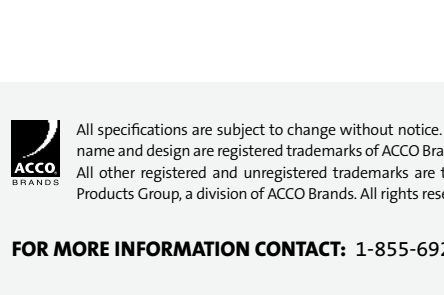 ACCO
BRANDS
All specifications are subject to change without notice.
name and design are registered trademarks of ACCO Bra
All other registered and unregistered trademarks are t
Products Group, a division of ACCO Brands. All rights rese
FOR MORE INFORMATION CONTACT: 1-855-692